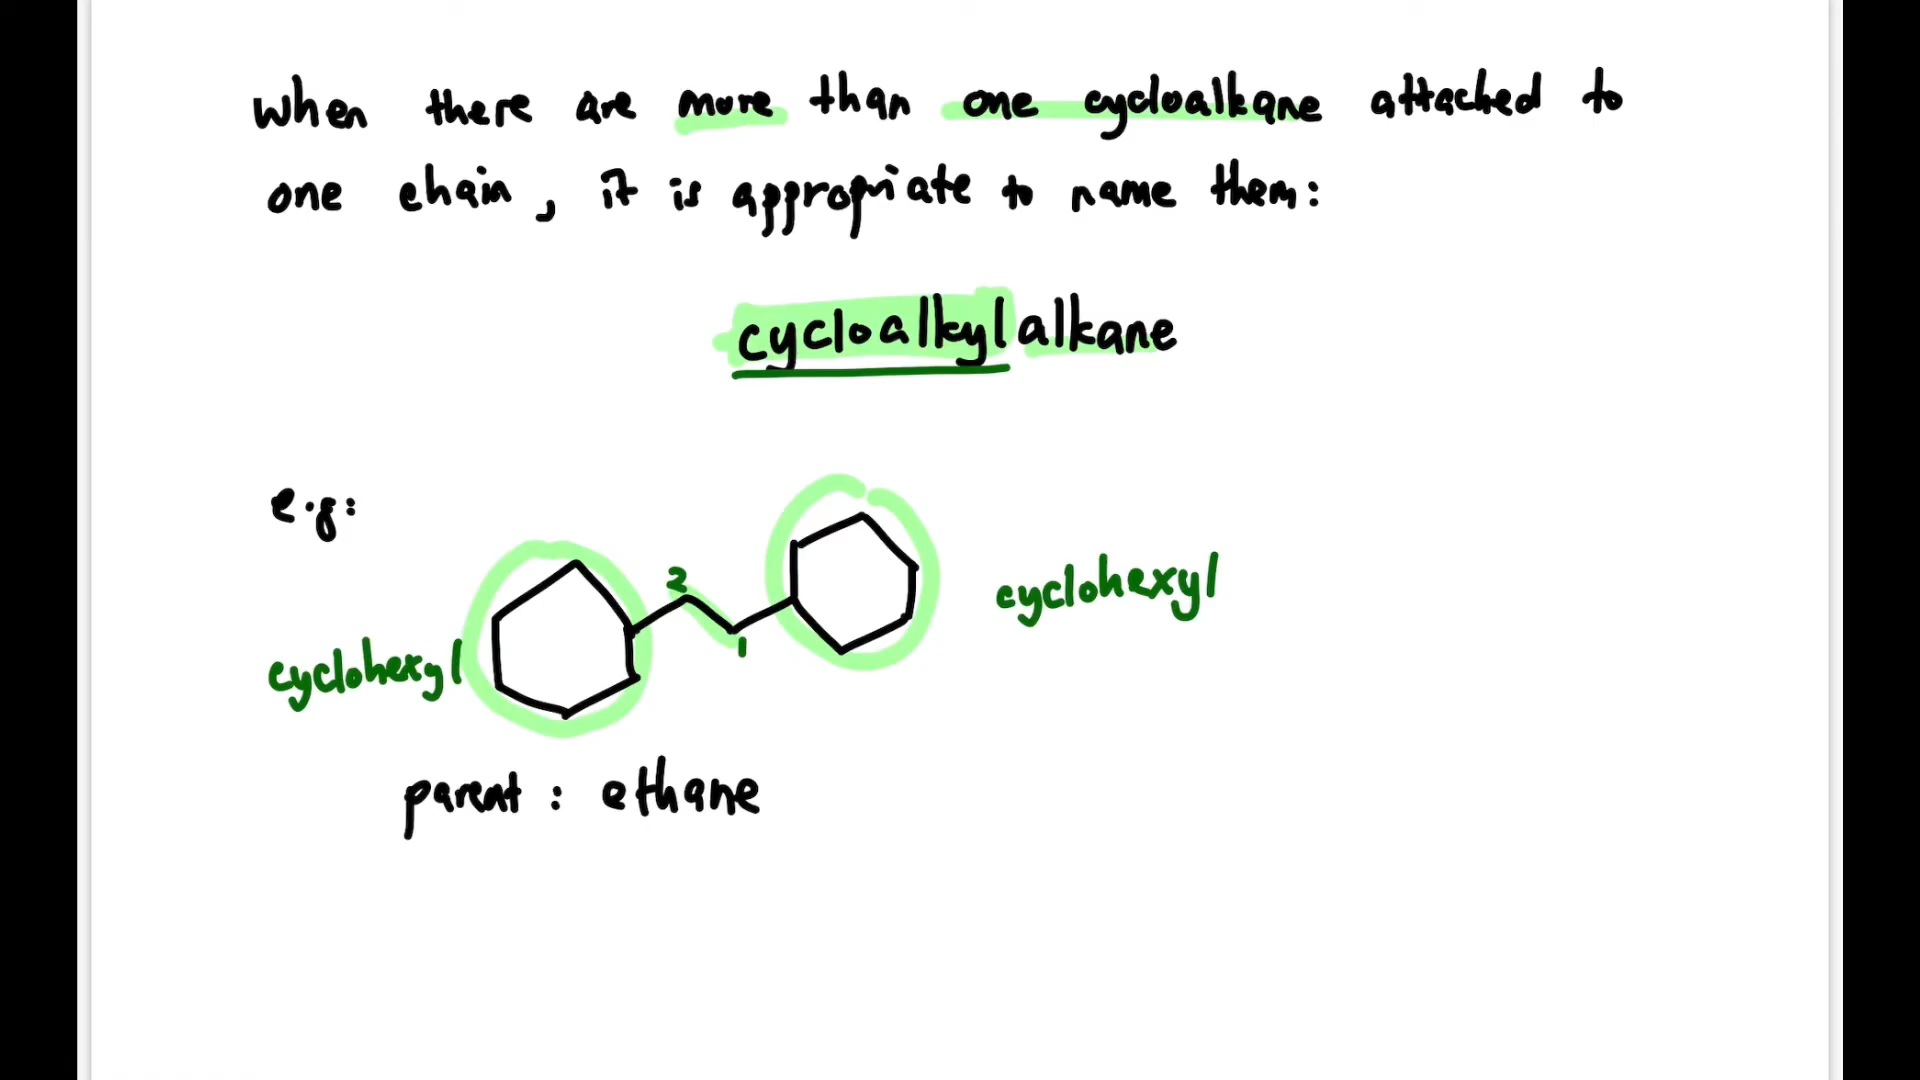 When there are more than one cycloalkane attached to
one chain, it is appropriate to name them:
cycloalkylalkane
e.g:
2
cyclohexyl
1
cyclohexyl
parent : ethane